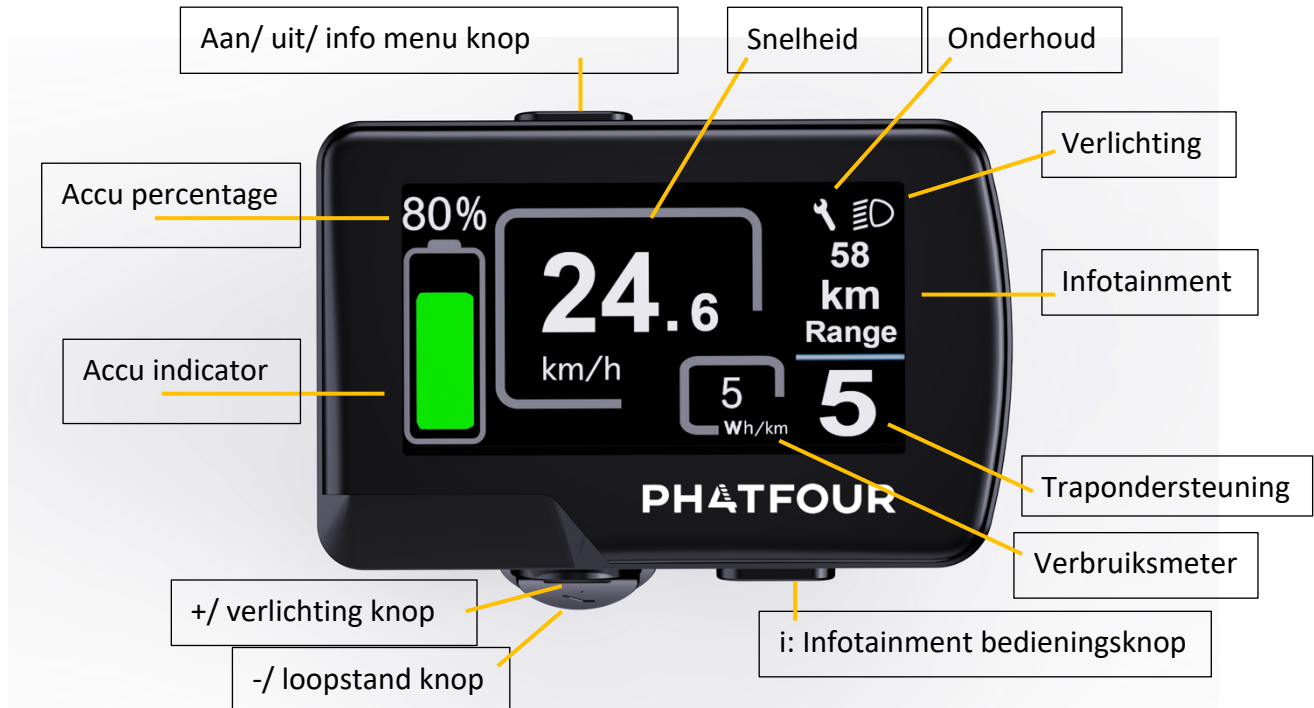 Aan/ uit/ info menu knop
Snelheid
Onderhoud
Verlichting
Accu percentage
80%
24.6
km/h
58
km
Range
Infotainment
Accu indicator
5
Wh/km
5
PHATFOUR
Trapondersteuning
Verbruiksmeter
+/ verlichting knop
i: Infotainment bedieningsknop
-/ loopstand knop